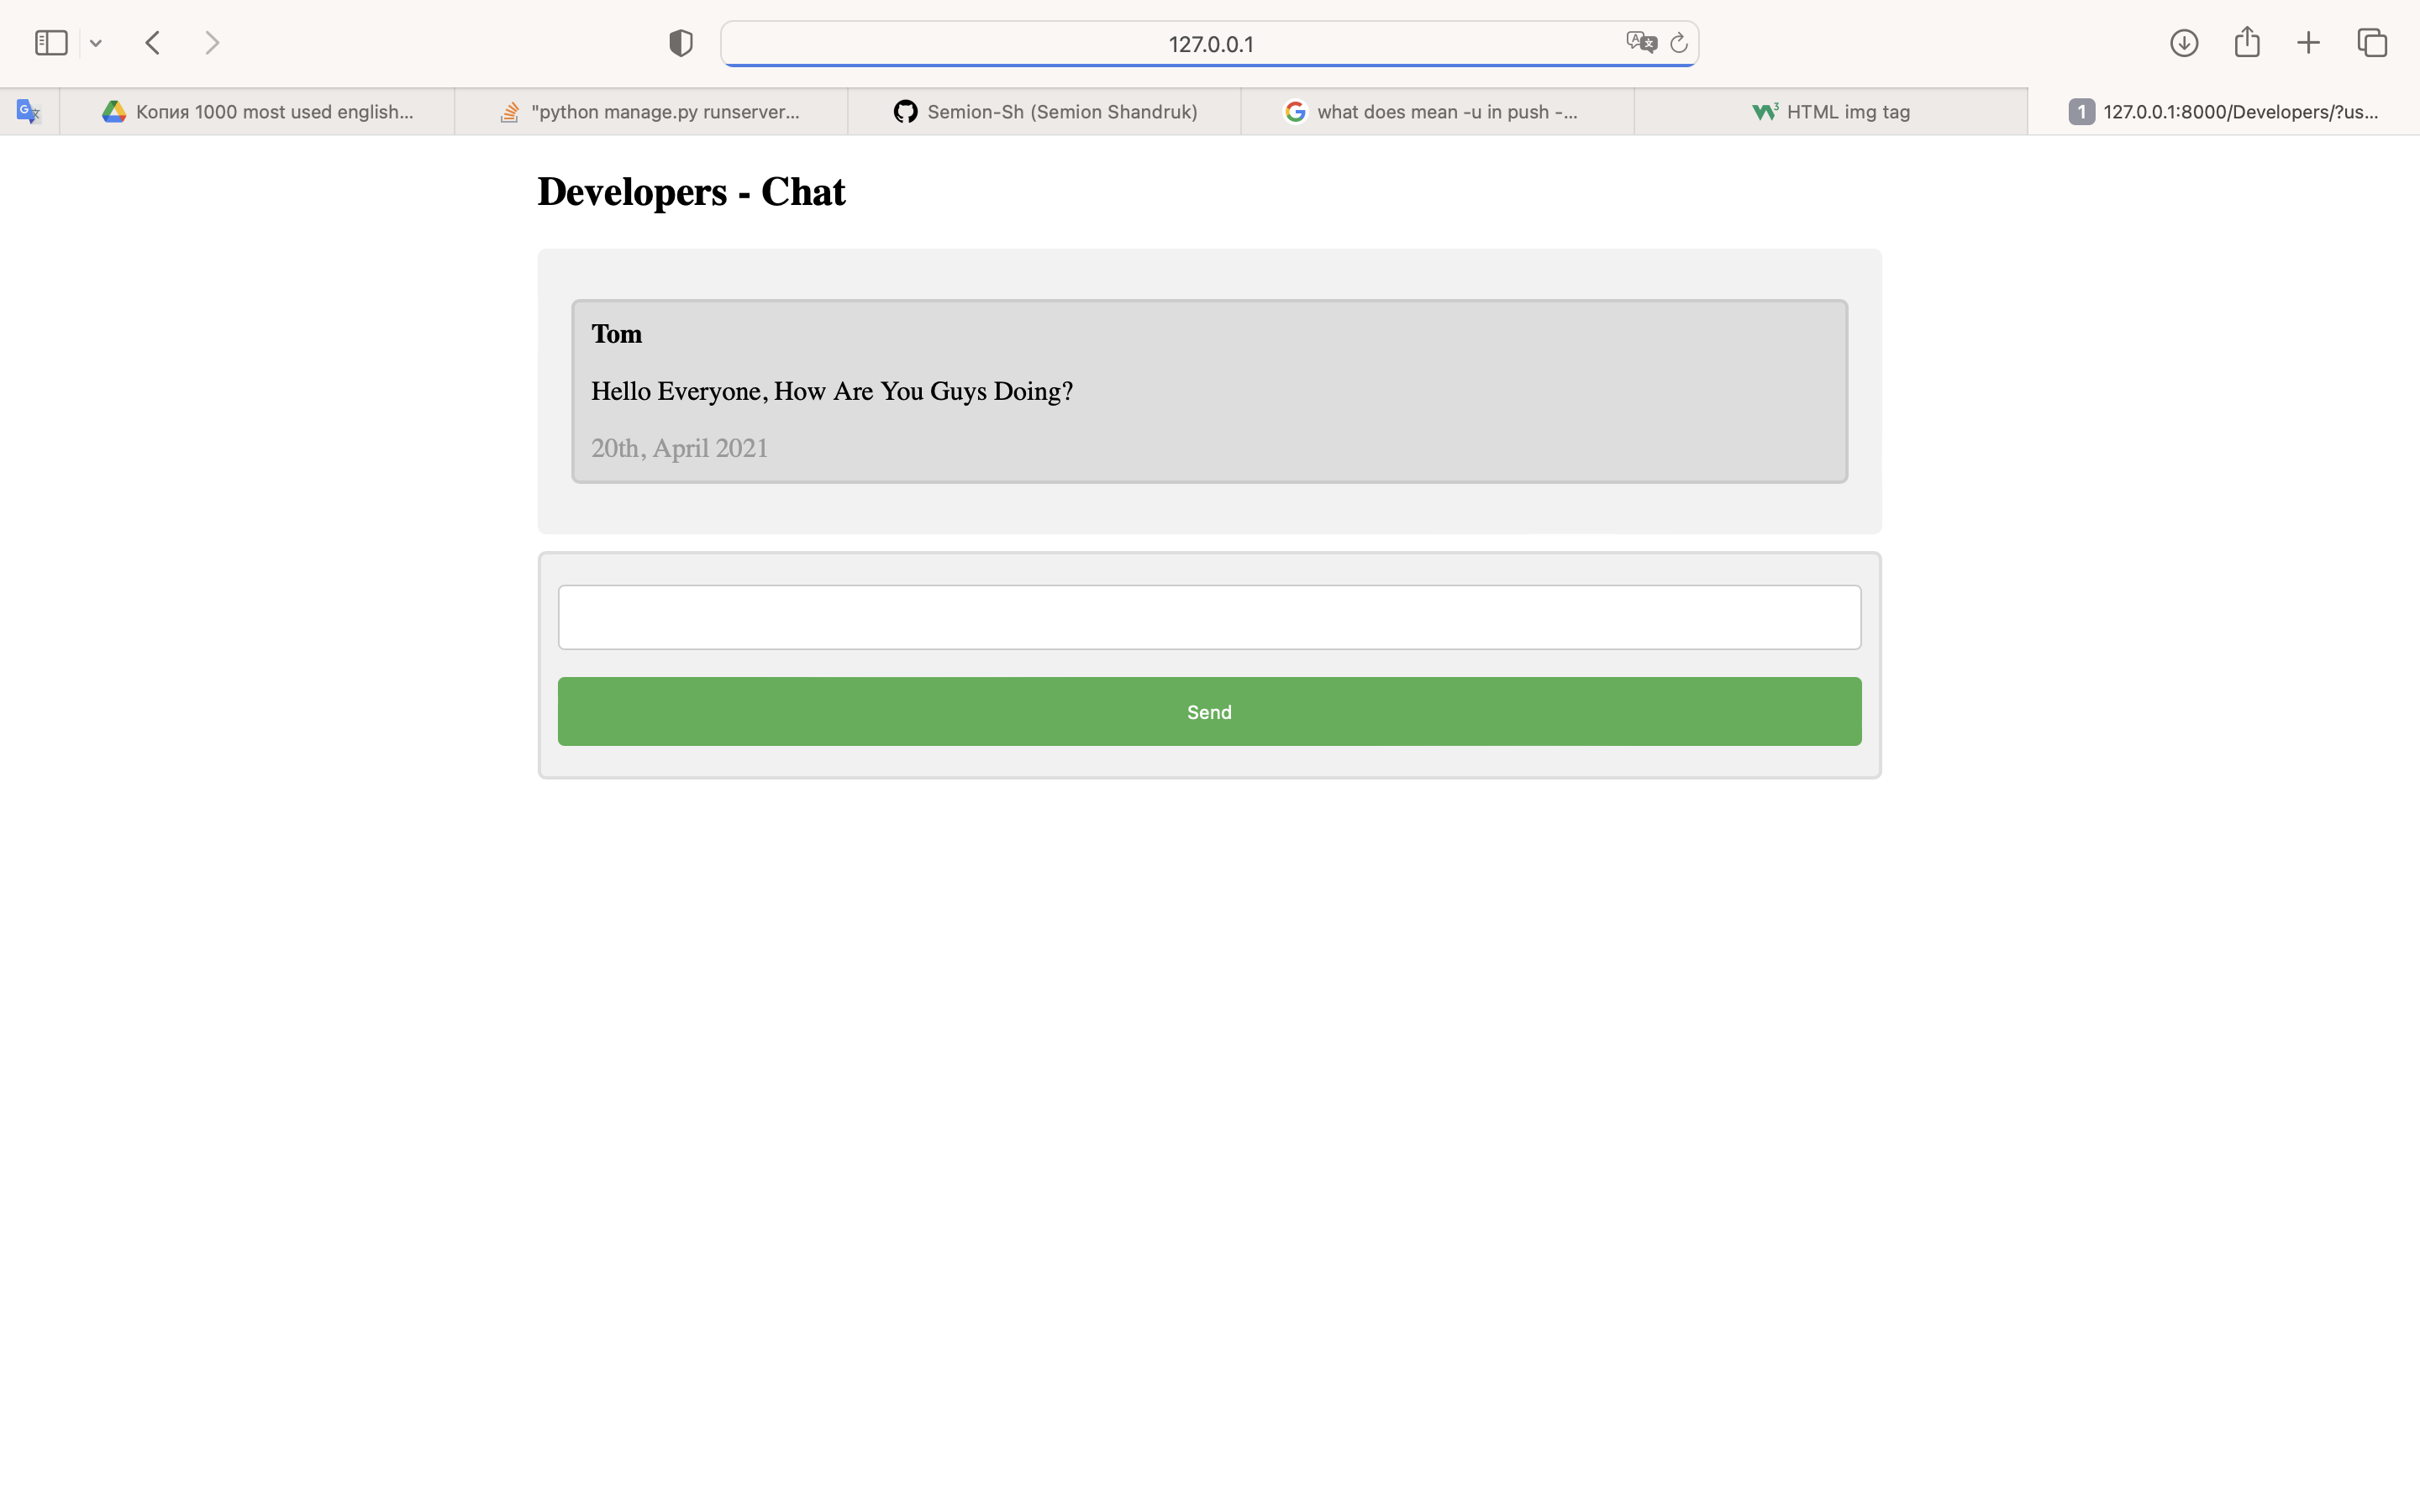 127.0.0.1
Копия 1000 most used english...
"python manage.py runserver...
Semion-Sh (Semion Shandruk)
what does mean -u in push -...
HTML img tag
1 127.0.0.1:8000/Developers/?us...
Developers - Chat
Tom
Hello Everyone, How Are You Guys Doing?
20th, April 2021
Send